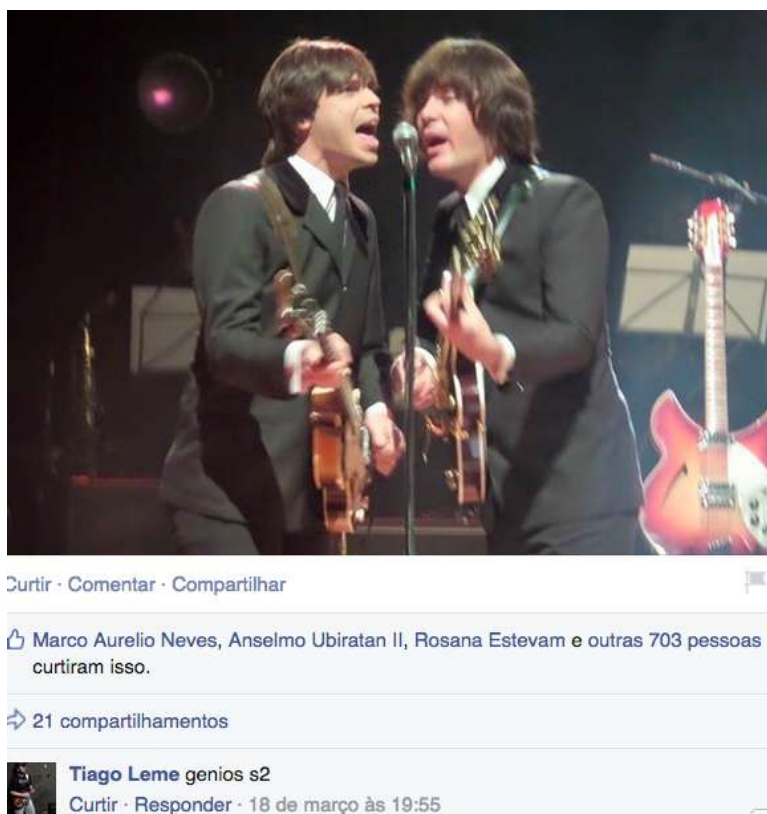 Curtir · Comentar · Compartilhar
Marco Aurelio Neves, Anselmo Ubiratan II, Rosana Estevam e outras 703 pessoas
curtiram isso.
21 compartilhamentos
Tiago Leme genios s2
Curtir · Responder · 18 de março às 19:55